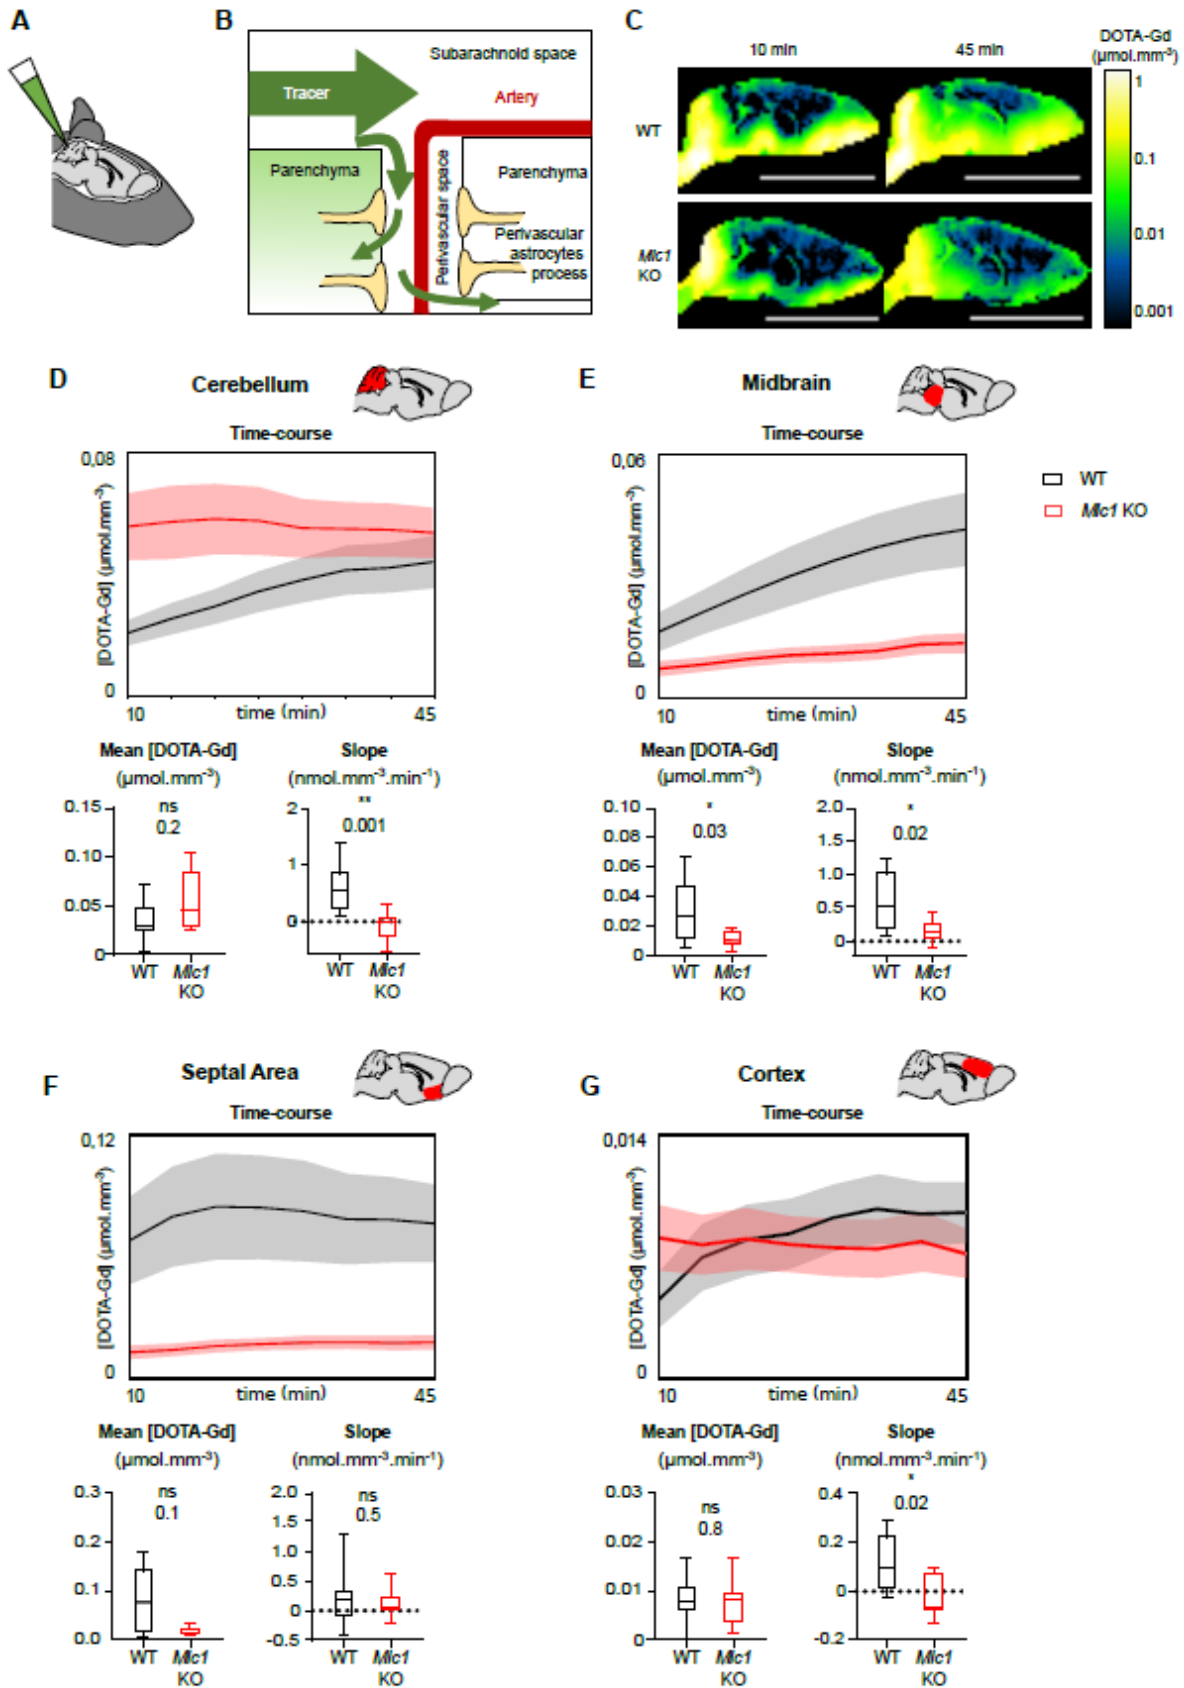 A
B
Subarachnoid space
Tracer
Artery
Parenchyma
Perivascular space
Parenchyma
Perivascular
astrocytes
process
C
10 min
45 min
DOTA-Gd
(µmol.mm⁻³)
WT
Mlc1
KO
1
0.1
0.01
0.001
D
Cerebellum
Time-course
0,08
[DOTA-Gd] (µmol.mm⁻³)
0
10
time (min)
45
Mean [DOTA-Gd]
(µmol.mm⁻³)
ns
0.2
0.15
0.10
0.05
0
WT
Mlc1
KO
Slope
(nmol.mm⁻³.min⁻¹)
**
0.001
2
1
0
WT
Mlc1
KO
E
Midbrain
Time-course
0,06
[DOTA-Gd] (µmol.mm⁻³)
0
10
time (min)
45
WT
Mlc1 KO
Mean [DOTA-Gd]
(µmol.mm⁻³)
*
0.03
0.10
0.08
0.06
0.04
0.02
0
WT
Mlc1
KO
Slope
(nmol.mm⁻³.min⁻¹)
*
0.02
2.0
1.5
1.0
0.5
0
WT
Mlc1
KO
F
Septal Area
Time-course
0,12
[DOTA-Gd] (µmol.mm⁻³)
0
10
time (min)
45
Mean [DOTA-Gd]
(µmol.mm⁻³)
ns
0.1
0.3
0.2
0.1
0.0
WT
Mlc1
KO
Slope
(nmol.mm⁻³.min⁻¹)
ns
0.5
2.0
1.5
1.0
0.5
0
-0.5
WT
Mlc1
KO
G
Cortex
Time-course
0,014
[DOTA-Gd] (µmol.mm⁻³)
0
10
time (min)
45
Mean [DOTA-Gd]
(µmol.mm⁻³)
ns
0.8
0.03
0.02
0.01
0
WT
Mlc1
KO
Slope
(nmol.mm⁻³.min⁻¹)
*
0.02
0.4
0.2
0
-0.2
WT
Mlc1
KO